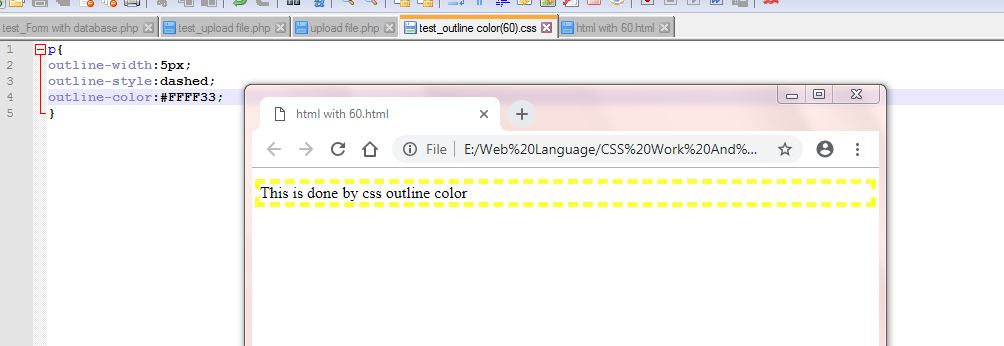 test_Form with database.php test_upload file.php upload file.php test_outline color(60).css html with 60.html
1 p{
2 outline-width:5px;
3 outline-style:dashed;
4 outline-color:#FFFF33;
5 }
html with 60.html
File E:/Web%20Language/CSS%20Work%20And%...
This is done by css outline color